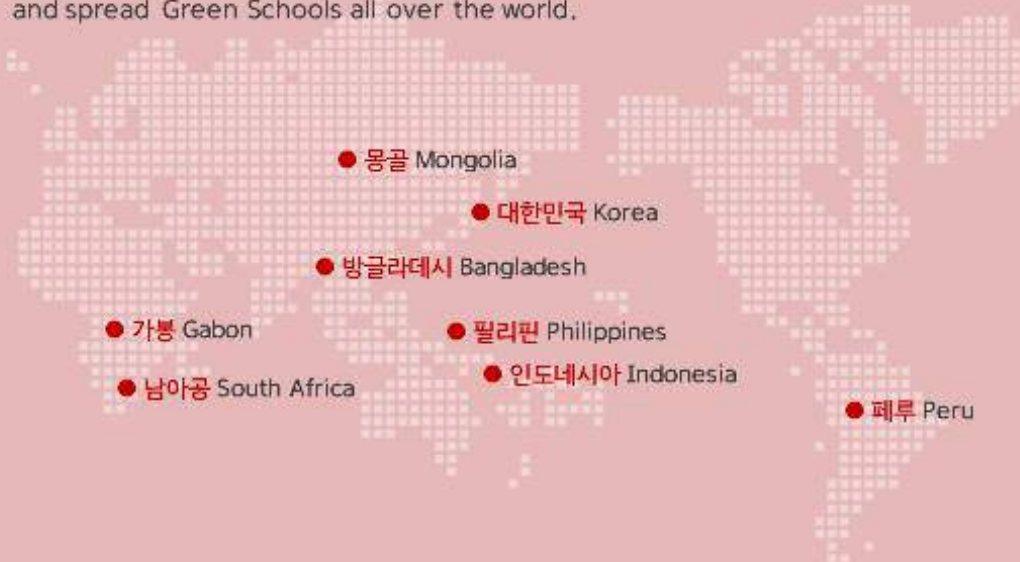 and spread Green Schools all over the world.
몽골 Mongolia
대한민국 Korea
방글라데시 Bangladesh
가봉 Gabon
필리핀 Philippines
인도네시아 Indonesia
남아공 South Africa
페루 Peru